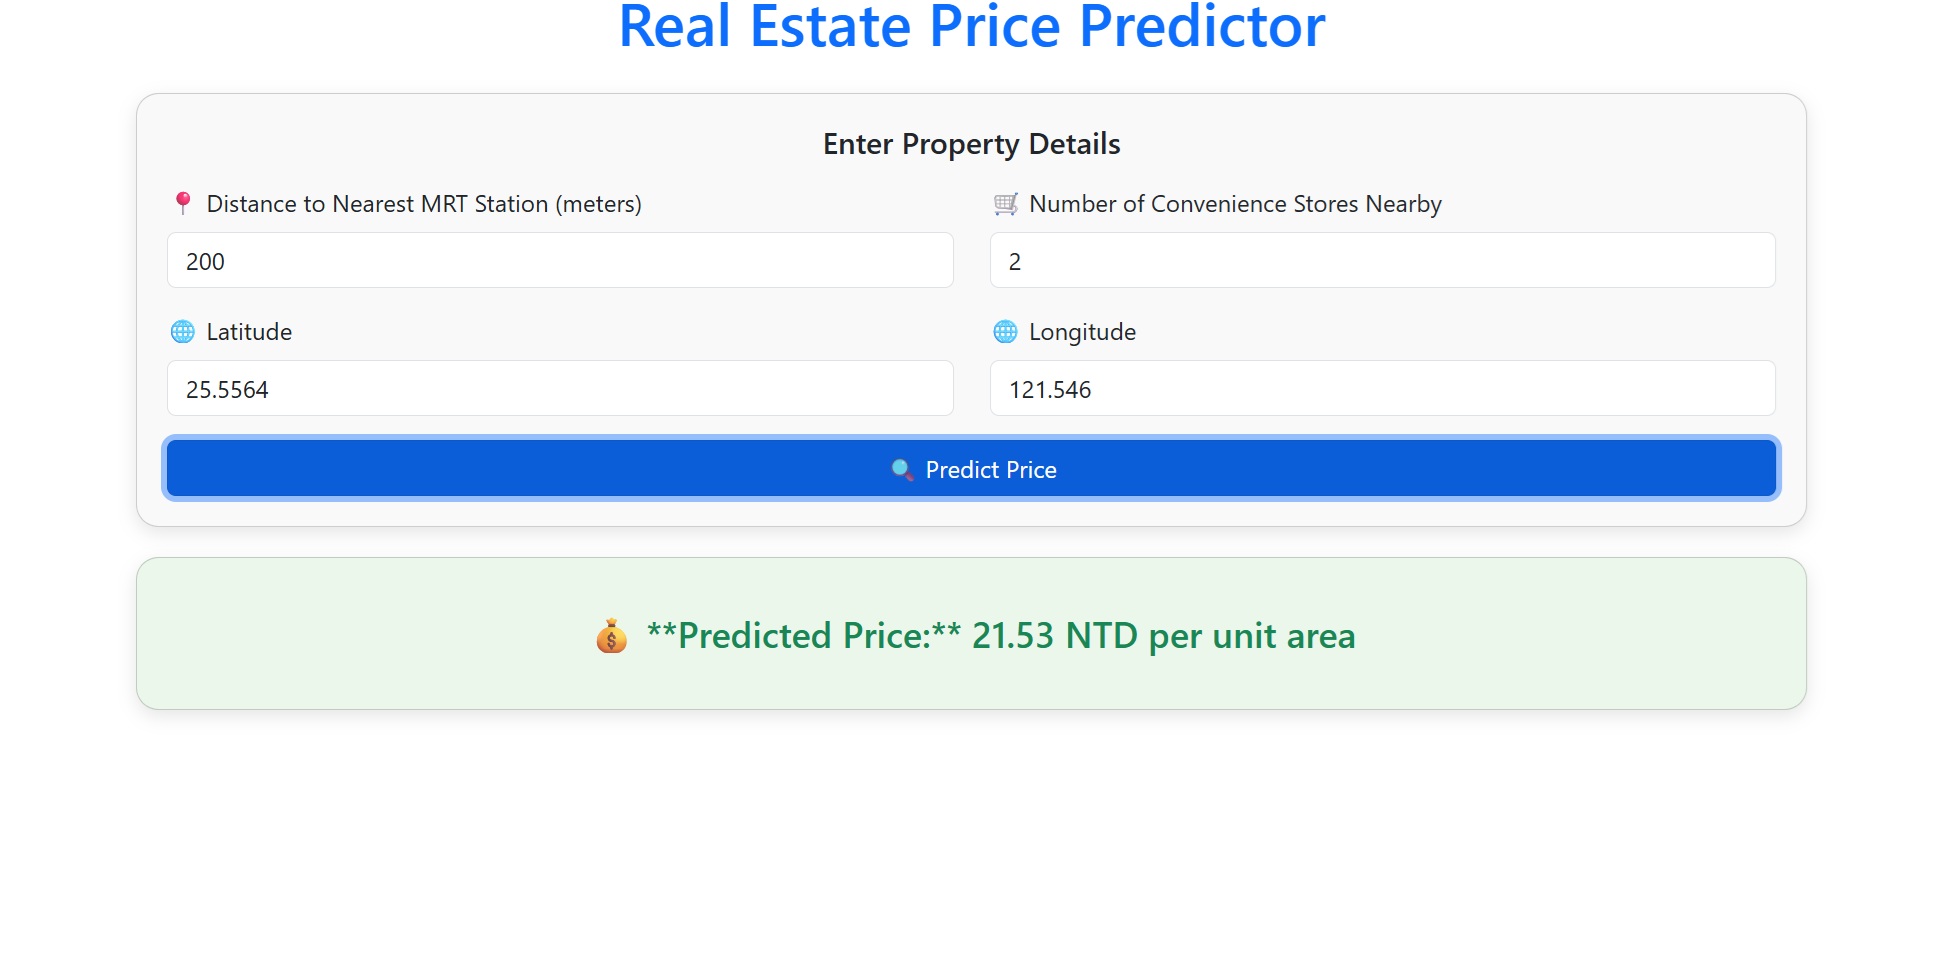 Real Estate Price Predictor
Enter Property Details
Distance to Nearest MRT Station (meters)
Number of Convenience Stores Nearby
200
2
Latitude
Longitude
25.5564
121.546
Predict Price
**Predicted Price:** 21.53 NTD per unit area